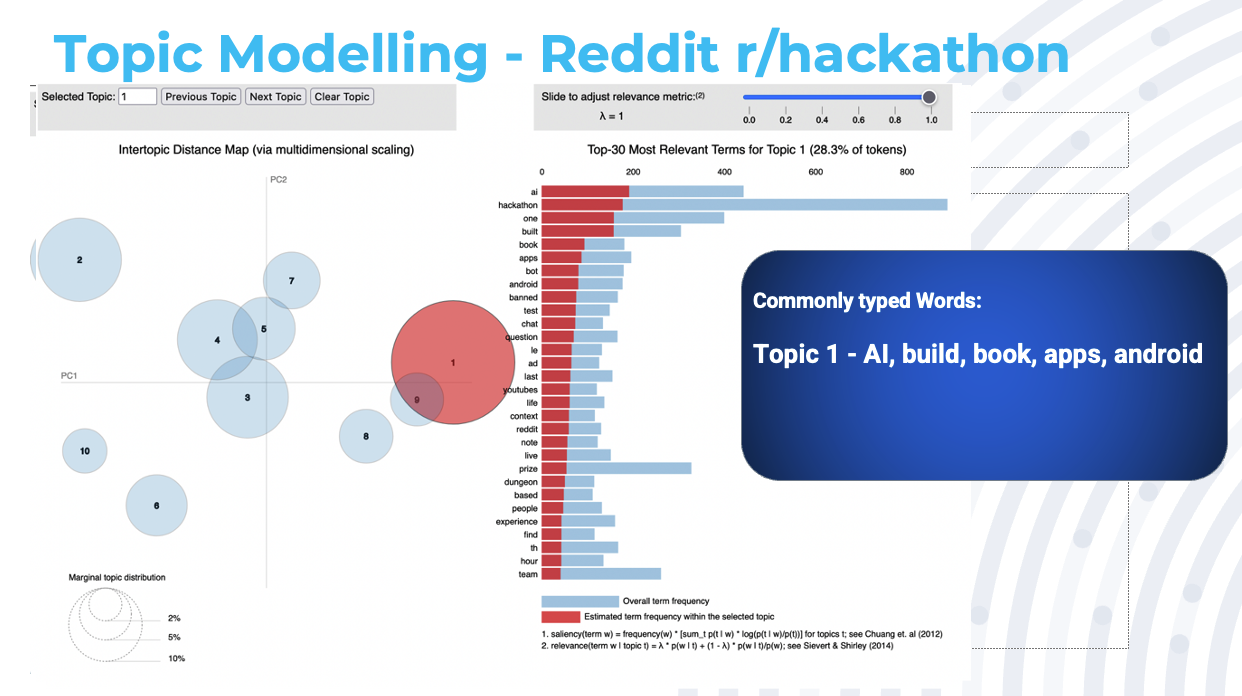 Topic Modelling - Reddit r/hackathon
Selected Topic: 1 Previous Topic Next Topic Clear Topic
Slide to adjust relevance metric:(2)
λ = 1
0.0 0.2 0.4 0.6 0.8 1.0
Intertopic Distance Map (via multidimensional scaling)
PC2
PC1
2
7
5
4
1
3
9
8
10
6
Marginal topic distribution
2%
5%
10%
Top-30 Most Relevant Terms for Topic 1 (28.3% of tokens)
0 200 400 600 800
ai
hackathon
one
built
book
apps
bot
android
banned
test
chat
question
le
ad
last
youtubes
life
context
reddit
note
live
prize
dungeon
based
people
experience
find
th
hour
team
Overall term frequency
Estimated term frequency within the selected topic
1. saliency(term w) = frequency(w) * [sum_t p(t | w) * log(p(t | w)/p(t))] for topics t; see Chuang et. al (2012)
2. relevance(term w | topic t) = λ * p(w | t) + (1 - λ) * p(w | t)/p(w); see Sievert & Shirley (2014)
Commonly typed Words:
Topic 1 - AI, build, book, apps, android